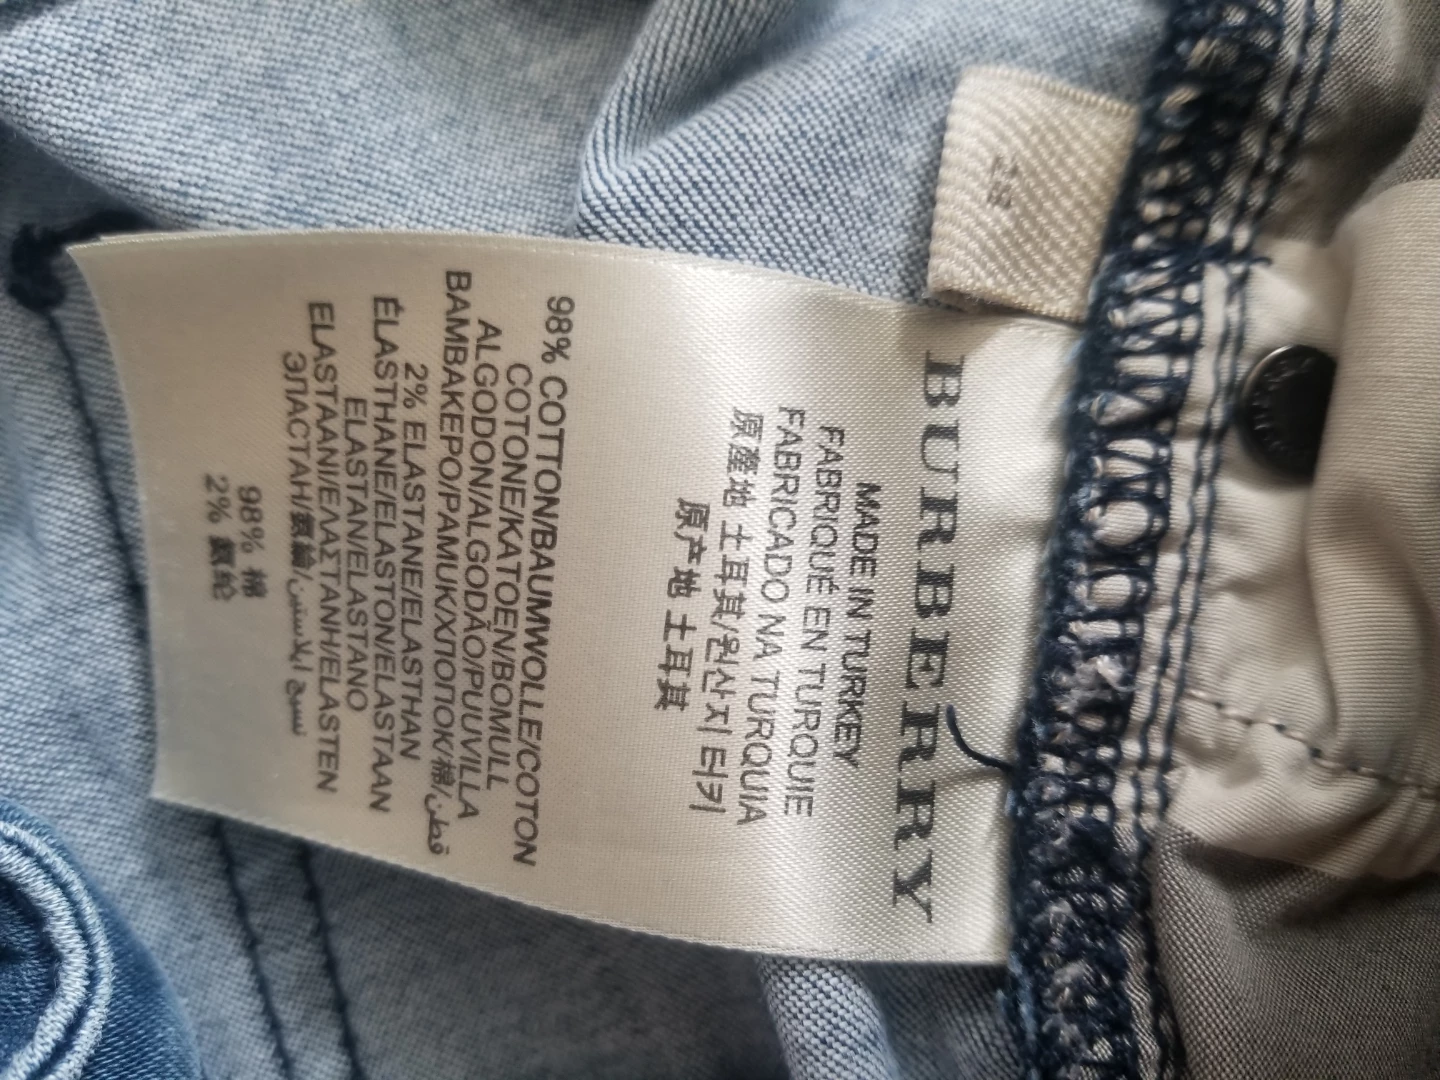 BURBERRY
MADE IN TURKEY
FABRIQUÉ EN TURQUIE
FABRICADO NA TURQUIA
原產地 土耳其/원산지 터키
原产地 土耳其
98% COTTON/BAUMWOLLE/COTON
COTONE/KATOEN/BOMULL
ALGODON/ALGODÃO/PUUVILLA
BAMBAKEPO/PAMUK/ХЛОПОК/棉/قطن
2% ELASTANE/ELASTHAN
ÉLASTHANE/ELASTON/ELASTAAN
ELASTAN/ELASTANO
ELASTAANI/ΕΛΑΣΤΑΝΗ/ELASTEN
ЭЛАСТАН/氨綸/نسيج ايلاستين
98% 棉
2% 氨纶